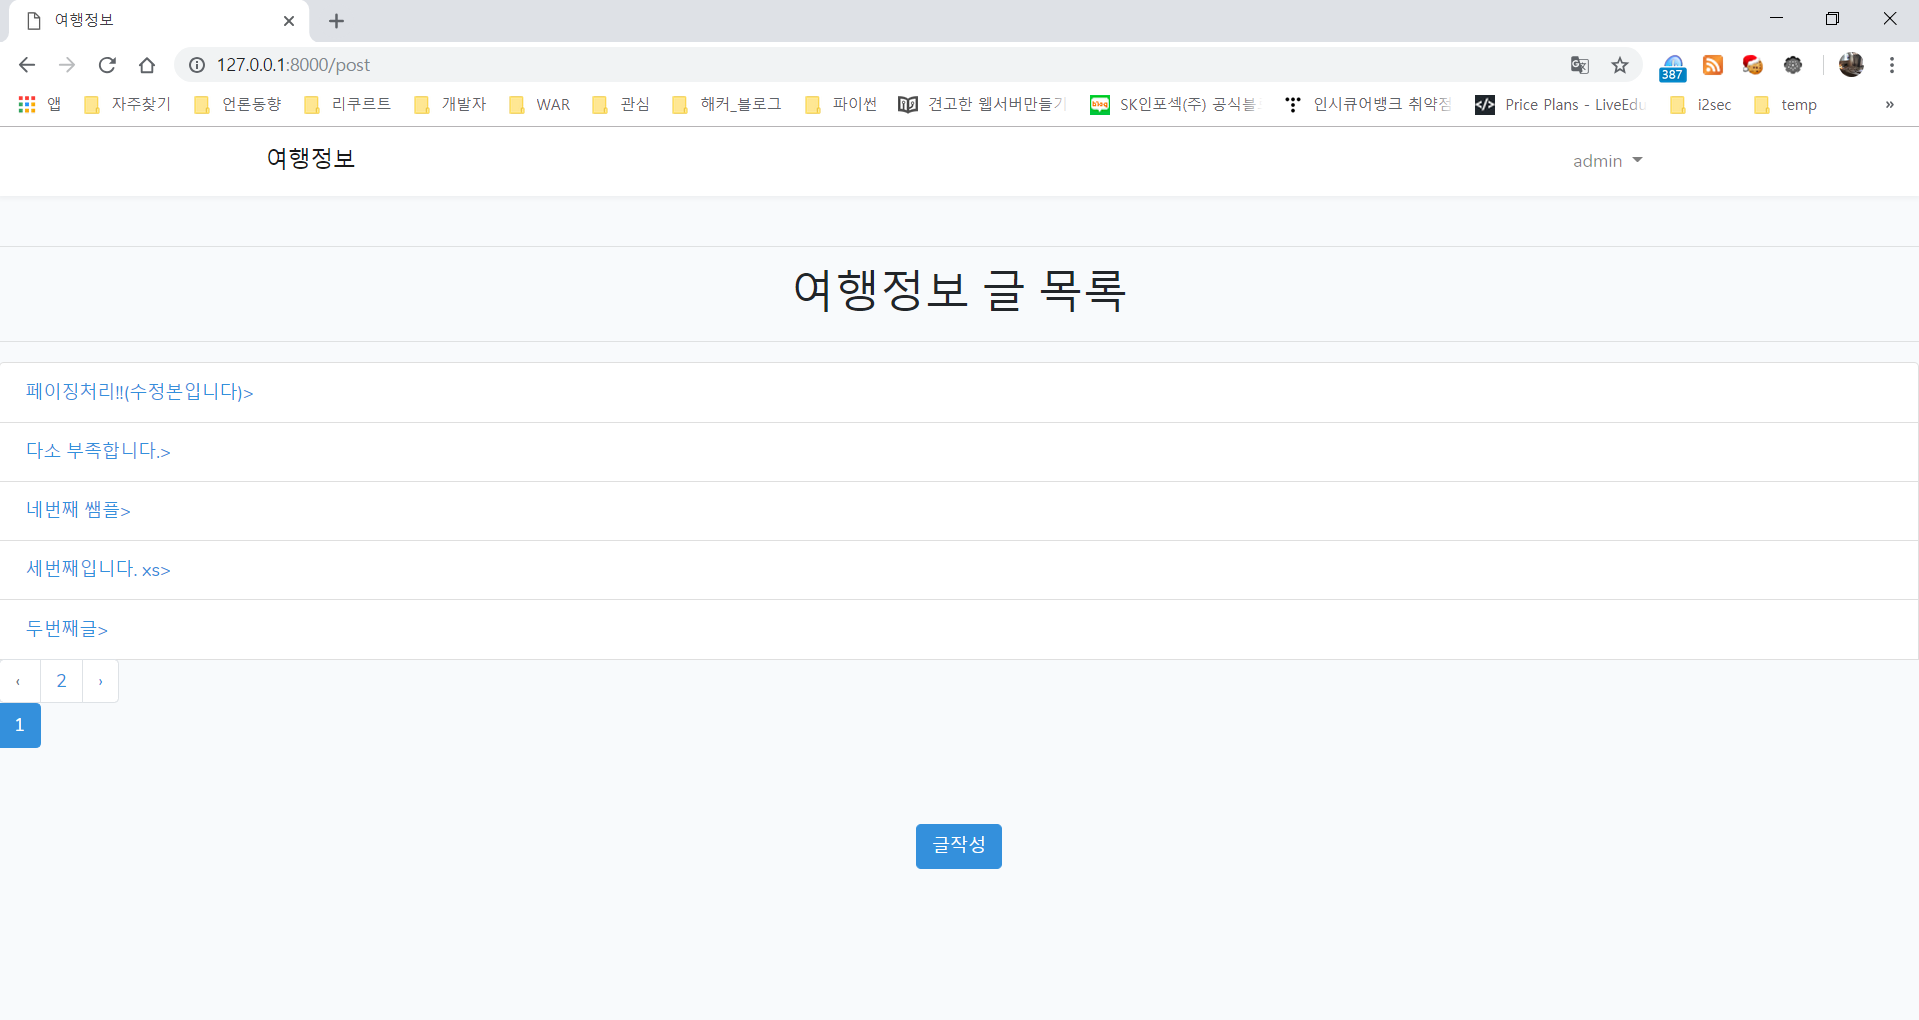 여행정보
127.0.0.1:8000/post
387
앱 자주찾기 언론동향 리쿠르트 개발자 WAR 관심 해커_블로그 파이썬 견고한 웹서버만들기 blog SK인포섹(주) 공식블 인시큐어뱅크 취약점 </> Price Plans - LiveEdu i2sec temp »
여행정보 admin
여행정보 글 목록
페이징처리!!(수정본입니다)>
다소 부족합니다.>
네번째 쌤플>
세번째입니다. xs>
두번째글>
‹ 2 ›
1
글작성